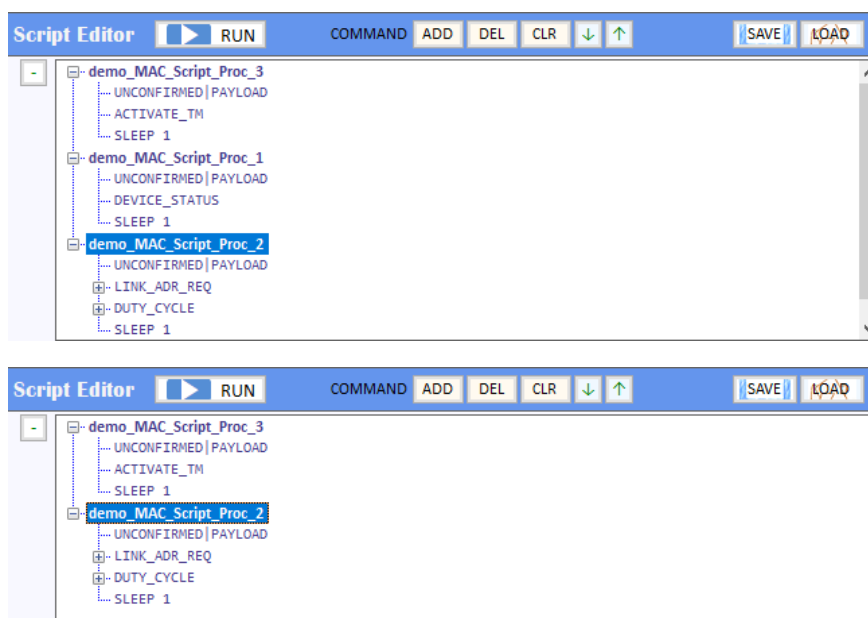 Script Editor RUN COMMAND ADD DEL CLR ↓ ↑ SAVE LOAD
- demo_MAC_Script_Proc_3
UNCONFIRMED|PAYLOAD
ACTIVATE_TM
SLEEP 1
demo_MAC_Script_Proc_1
UNCONFIRMED|PAYLOAD
DEVICE_STATUS
SLEEP 1
demo_MAC_Script_Proc_2
UNCONFIRMED|PAYLOAD
LINK_ADR_REQ
DUTY_CYCLE
SLEEP 1
Script Editor RUN COMMAND ADD DEL CLR ↓ ↑ SAVE LOAD
- demo_MAC_Script_Proc_3
UNCONFIRMED|PAYLOAD
ACTIVATE_TM
SLEEP 1
demo_MAC_Script_Proc_2
UNCONFIRMED|PAYLOAD
LINK_ADR_REQ
DUTY_CYCLE
SLEEP 1